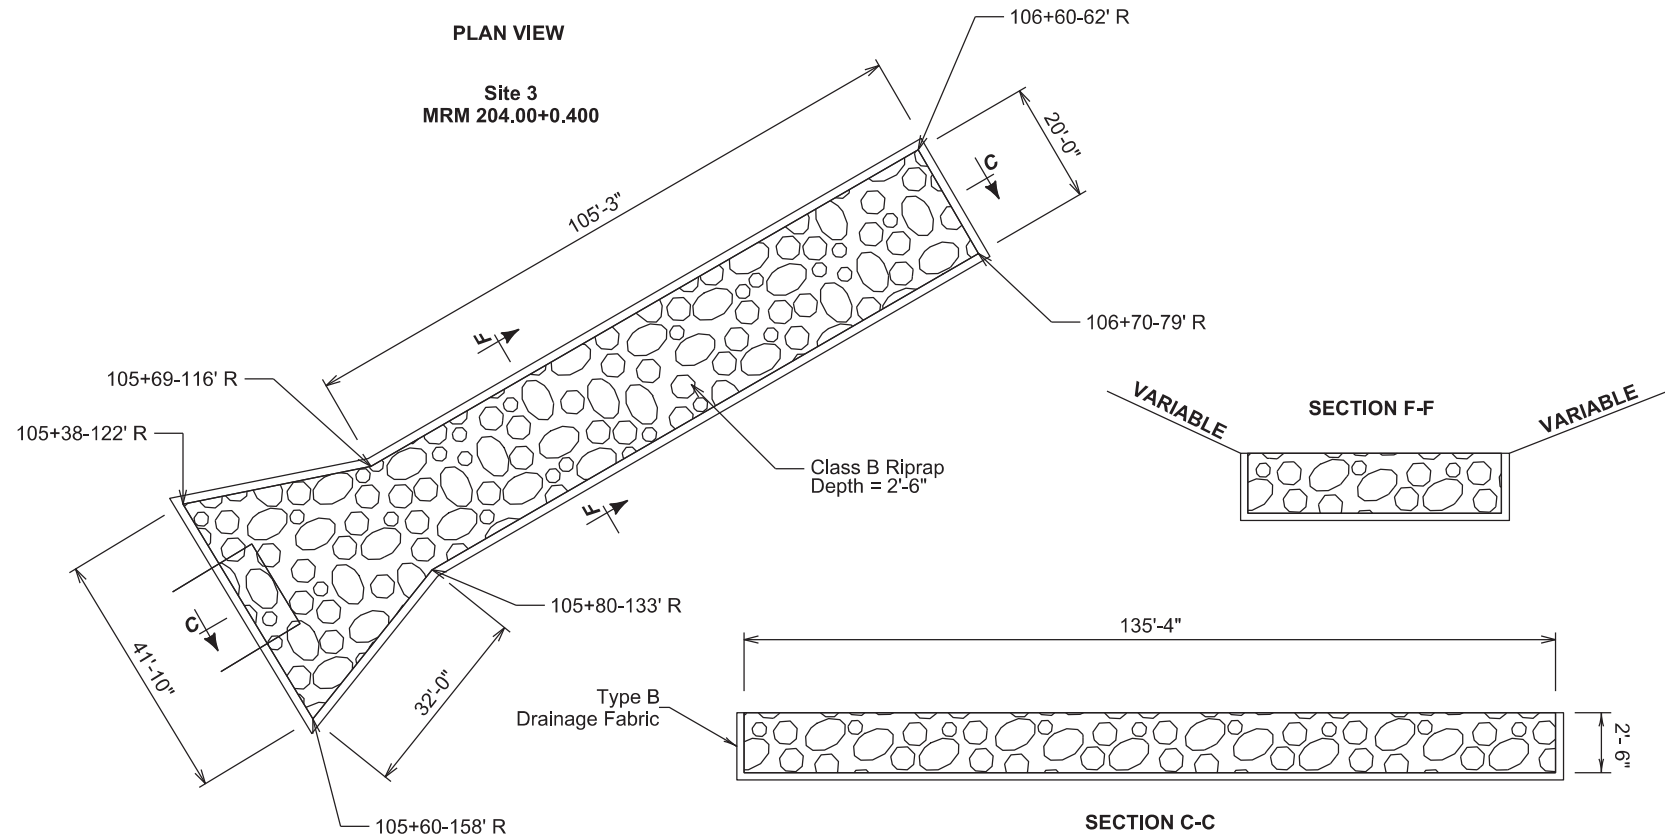 PLAN VIEW
Site 3
MRM 204.00+0.400
106+60-62' R
20'-0"
C
105'-3"
106+70-79' R
F
105+69-116' R
105+38-122' R
VARIABLE
SECTION F-F
VARIABLE
Class B Riprap
Depth = 2'-6"
F
105+80-133' R
C
41'-10"
32'-0"
135'-4"
Type B
Drainage Fabric
2'- 6"
105+60-158' R
SECTION C-C